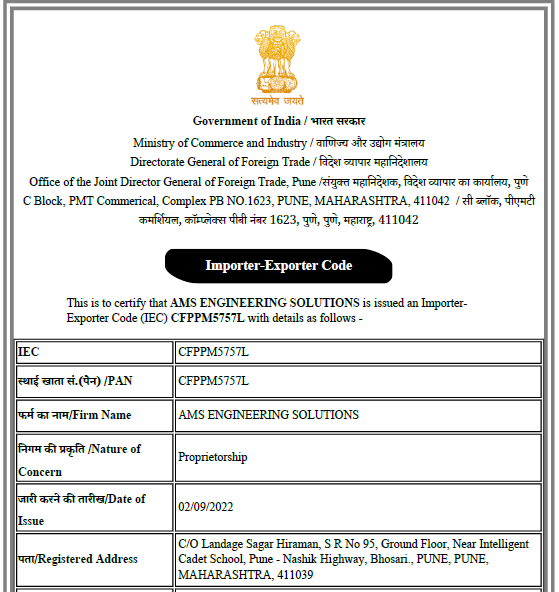 सत्यमेव जयते
Government of India / भारत सरकार
Ministry of Commerce and Industry / वाणिज्य और उद्योग मंत्रालय
Directorate General of Foreign Trade / विदेश व्यापार महानिदेशालय
Office of the Joint Director General of Foreign Trade, Pune /संयुक्त महानिदेशक, विदेश व्यापार का कार्यालय, पुणे
C Block, PMT Commerical, Complex PB NO.1623, PUNE, MAHARASHTRA, 411042 / सी ब्लॉक, पीएमटी
कमर्शियल, कॉम्प्लेक्स पीबी नंबर 1623, पुणे, पुणे, महाराष्ट्र, 411042
Importer-Exporter Code
This is to certify that AMS ENGINEERING SOLUTIONS is issued an Importer-
Exporter Code (IEC) CFPPM5757L with details as follows -
IEC CFPPM5757L
स्थाई खाता सं.(पैन) /PAN CFPPM5757L
फर्म का नाम/Firm Name AMS ENGINEERING SOLUTIONS
निगम की प्रकृति /Nature of
Concern
Proprietorship
जारी करने की तारीख/Date of
Issue
02/09/2022
पता/Registered Address
C/O Landage Sagar Hiraman, S R No 95, Ground Floor, Near Intelligent
Cadet School, Pune - Nashik Highway, Bhosari., PUNE, PUNE,
MAHARASHTRA, 411039